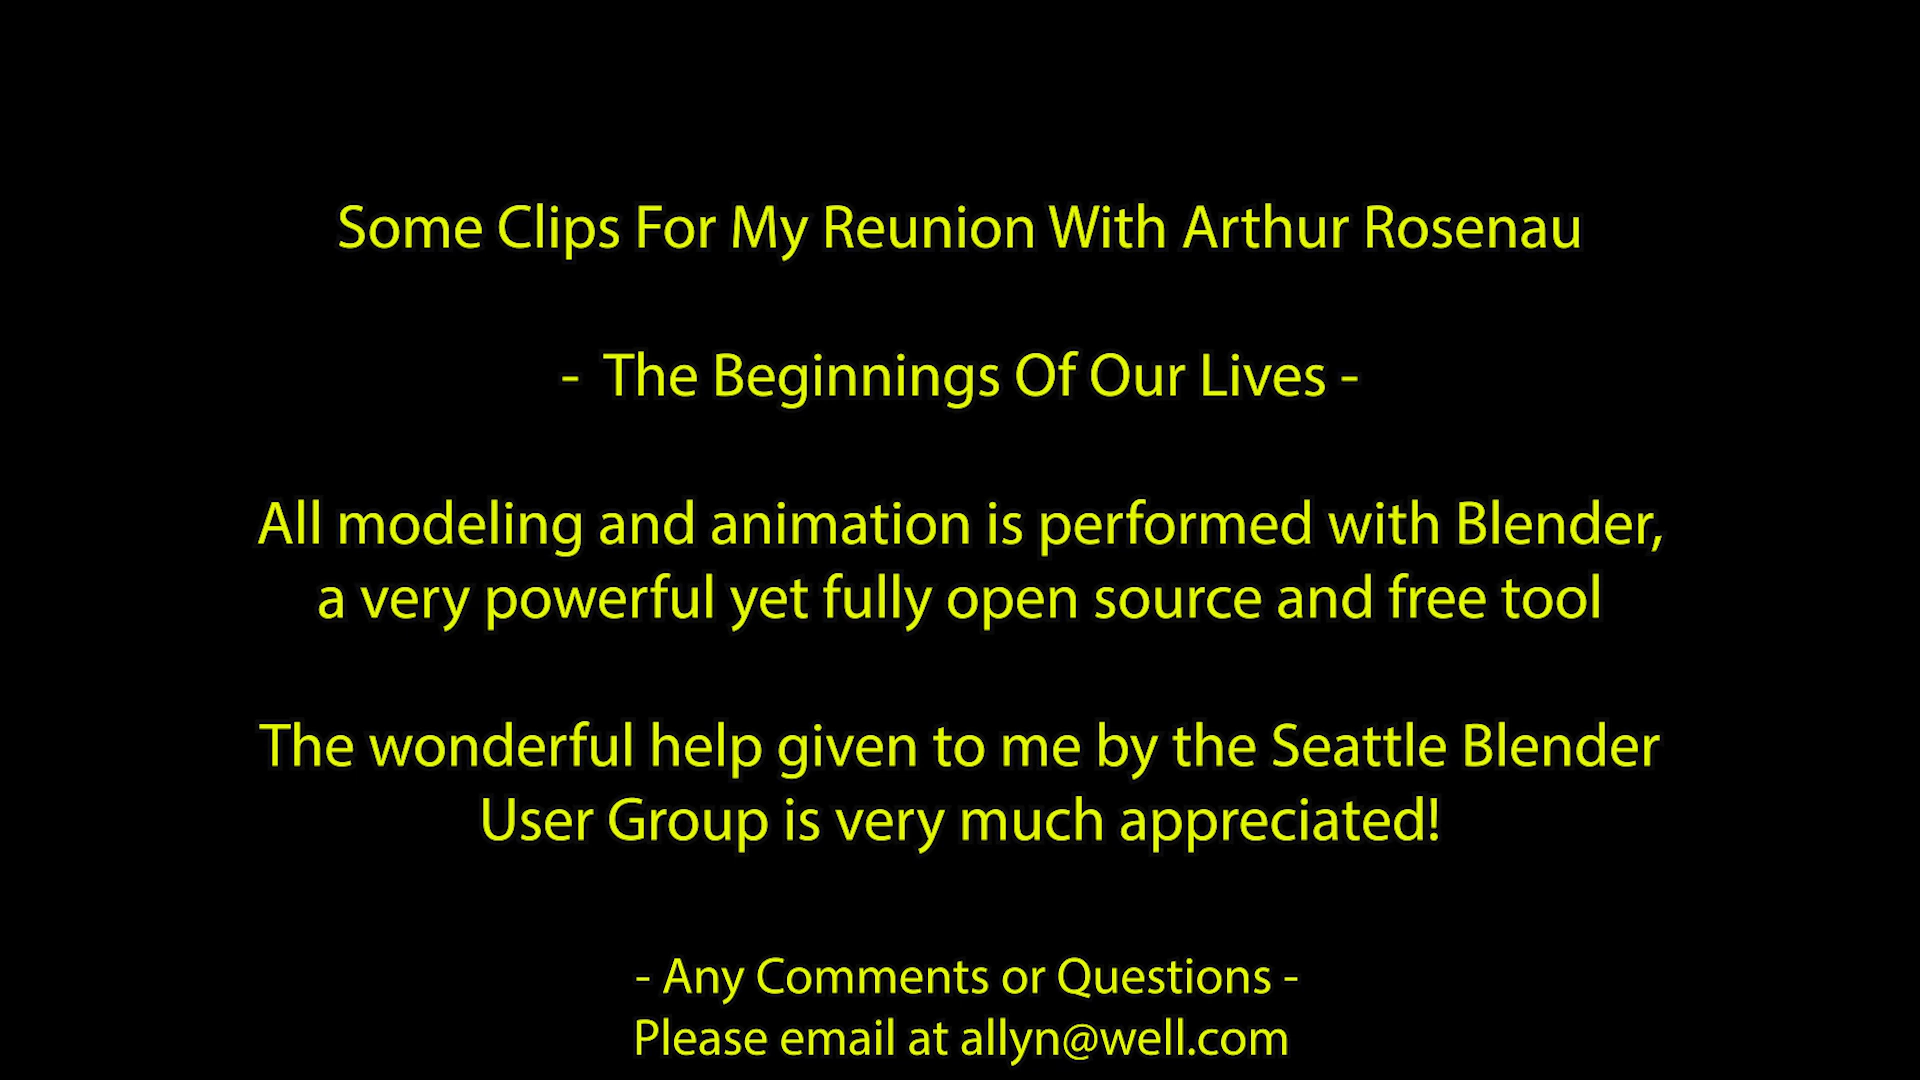 Some Clips For My Reunion With Arthur Rosenau
- The Beginnings Of Our Lives -
All modeling and animation is performed with Blender,
a very powerful yet fully open source and free tool
The wonderful help given to me by the Seattle Blender
User Group is very much appreciated!
- Any Comments or Questions -
Please email at allyn@well.com